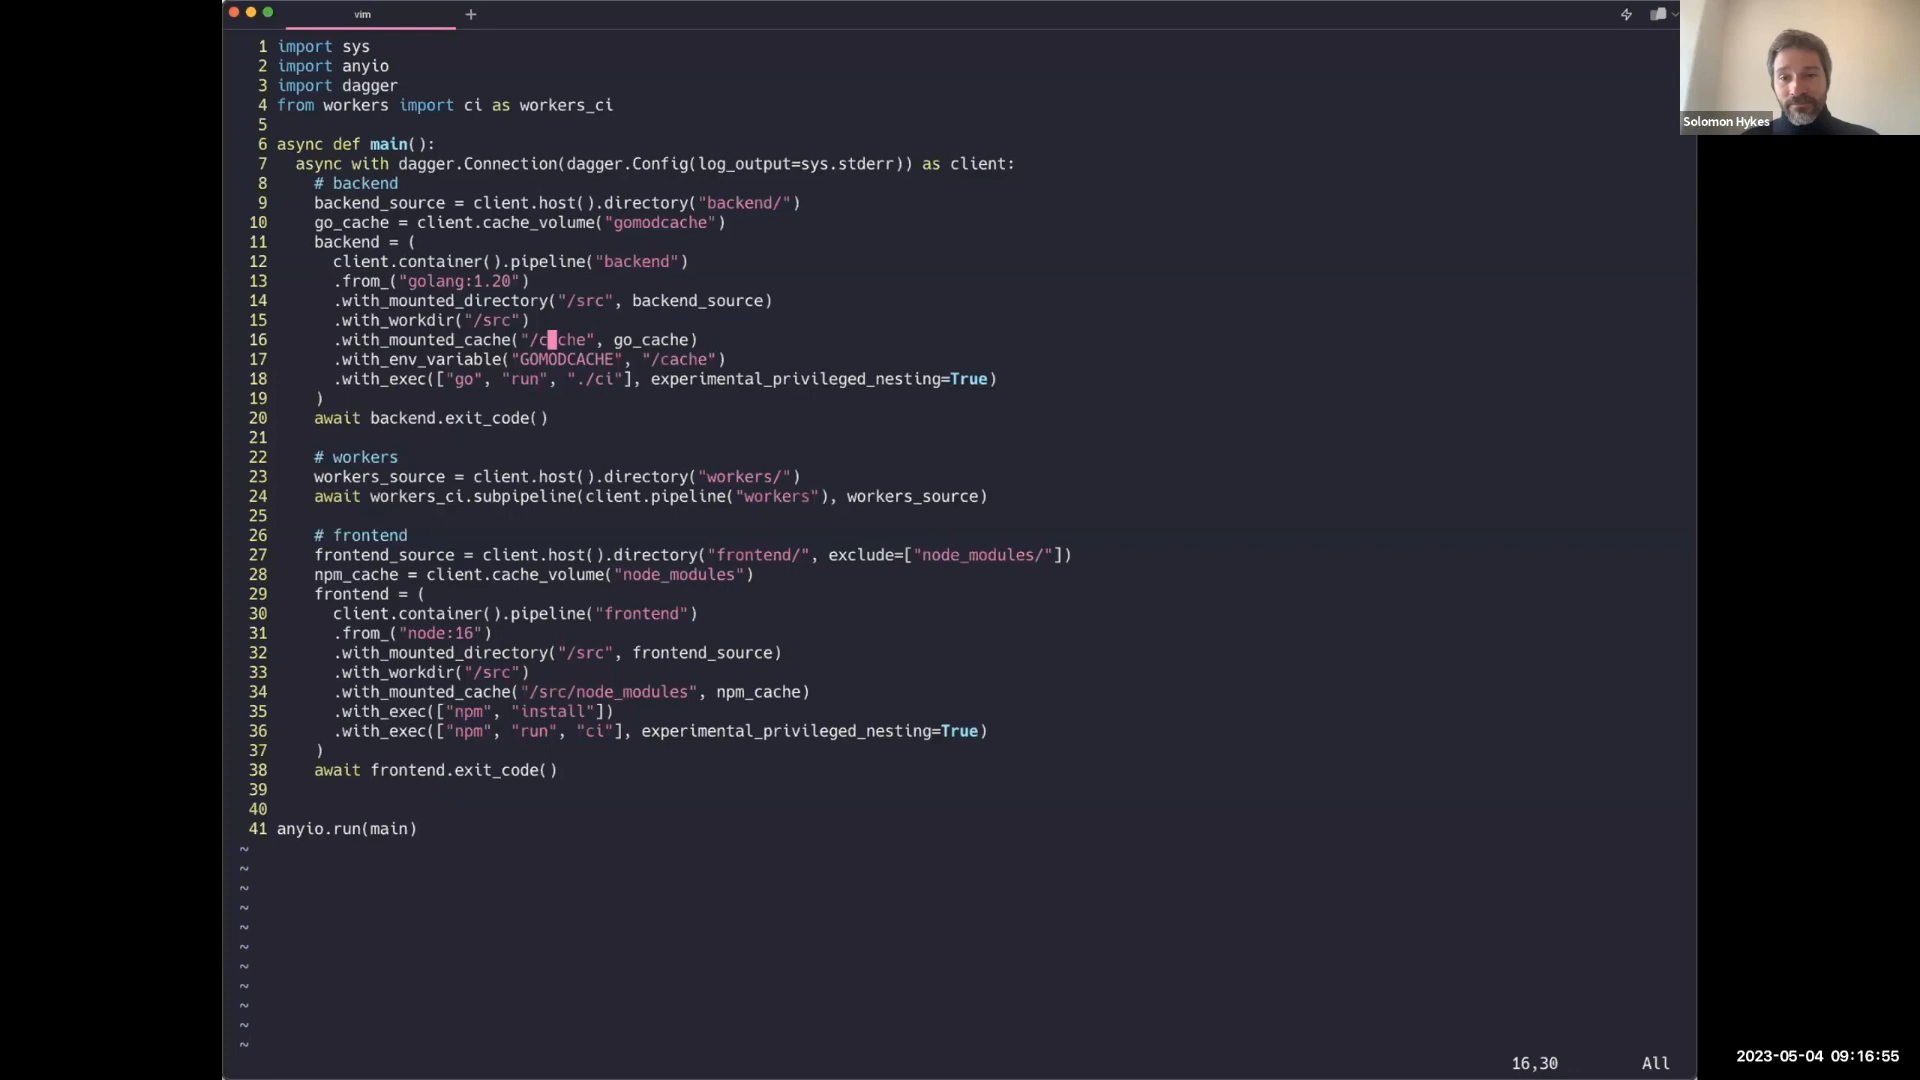 vim
+
1 import sys
2 import anyio
3 import dagger
4 from workers import ci as workers_ci
5
6 async def main():
7   async with dagger.Connection(dagger.Config(log_output=sys.stderr)) as client:
8     # backend
9     backend_source = client.host().directory("backend/")
10     go_cache = client.cache_volume("gomodcache")
11     backend = (
12       client.container().pipeline("backend")
13       .from_("golang:1.20")
14       .with_mounted_directory("/src", backend_source)
15       .with_workdir("/src")
16       .with_mounted_cache("/cache", go_cache)
17       .with_env_variable("GOMODCACHE", "/cache")
18       .with_exec(["go", "run", "./ci"], experimental_privileged_nesting=True)
19     )
20     await backend.exit_code()
21
22     # workers
23     workers_source = client.host().directory("workers/")
24     await workers_ci.subpipeline(client.pipeline("workers"), workers_source)
25
26     # frontend
27     frontend_source = client.host().directory("frontend/", exclude=["node_modules/"])
28     npm_cache = client.cache_volume("node_modules")
29     frontend = (
30       client.container().pipeline("frontend")
31       .from_("node:16")
32       .with_mounted_directory("/src", frontend_source)
33       .with_workdir("/src")
34       .with_mounted_cache("/src/node_modules", npm_cache)
35       .with_exec(["npm", "install"])
36       .with_exec(["npm", "run", "ci"], experimental_privileged_nesting=True)
37     )
38     await frontend.exit_code()
39
40
41 anyio.run(main)
~
~
~
~
~
~
~
~
~
~
~
16,30 All
Solomon Hykes
2023-05-04 09:16:55